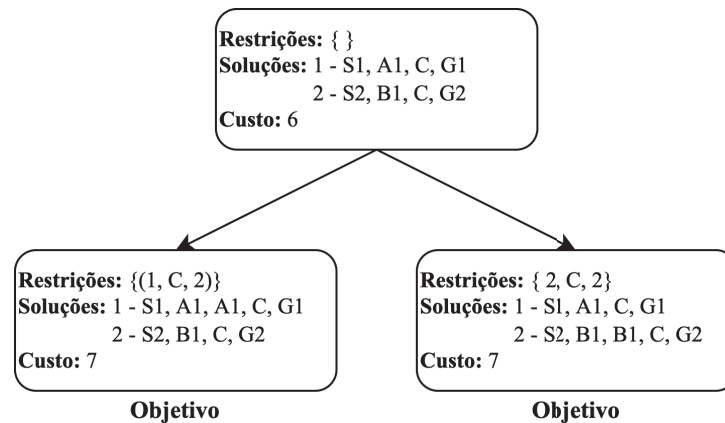 Restrições: { }
Soluções: 1 - S1, A1, C, G1
2 - S2, B1, C, G2
Custo: 6
Restrições: {(1, C, 2)}
Soluções: 1 - S1, A1, A1, C, G1
2 - S2, B1, C, G2
Custo: 7
Objetivo
Restrições: { 2, C, 2}
Soluções: 1 - S1, A1, C, G1
2 - S2, B1, B1, C, G2
Custo: 7
Objetivo